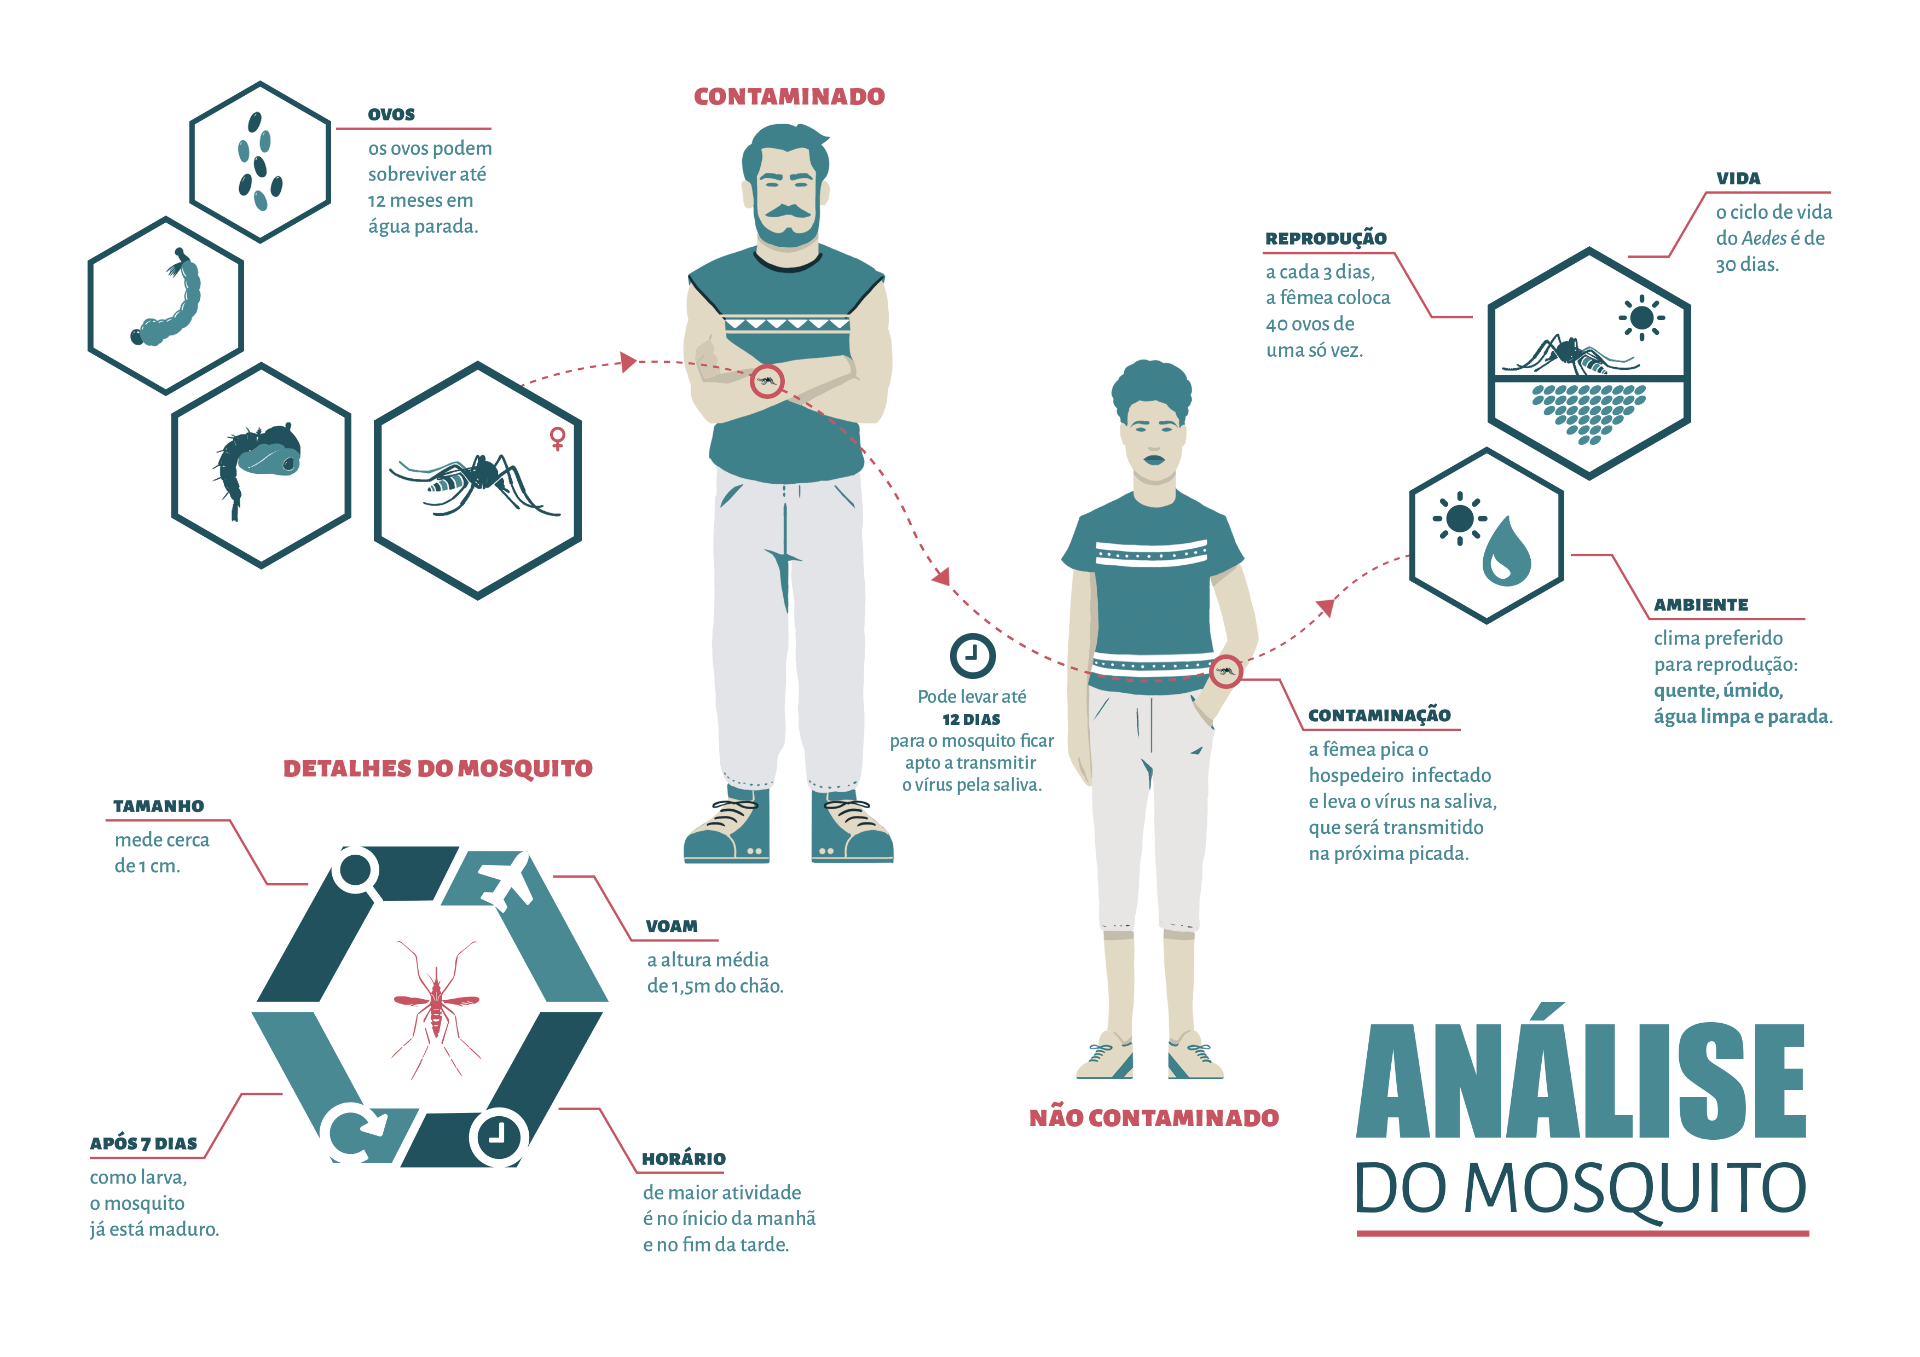 OVOS
os ovos podem
sobreviver até
12 meses em
água parada.
CONTAMINADO
REPRODUÇÃO
a cada 3 dias,
a fêmea coloca
40 ovos de
uma só vez.
VIDA
o ciclo de vida
do Aedes é de
30 dias.
AMBIENTE
clima preferido
para reprodução:
quente, úmido,
água limpa e parada.
Pode levar até
12 DIAS
para o mosquito ficar
apto a transmitir
o vírus pela saliva.
CONTAMINAÇÃO
a fêmea pica o
hospedeiro infectado
e leva o vírus na saliva,
que será transmitido
na próxima picada.
NÃO CONTAMINADO
DETALHES DO MOSQUITO
TAMANHO
mede cerca
de 1 cm.
VOAM
a altura média
de 1,5m do chão.
APÓS 7 DIAS
como larva,
o mosquito
já está maduro.
HORÁRIO
de maior atividade
é no ínicio da manhã
e no fim da tarde.
ANÁLISE
DO MOSQUITO